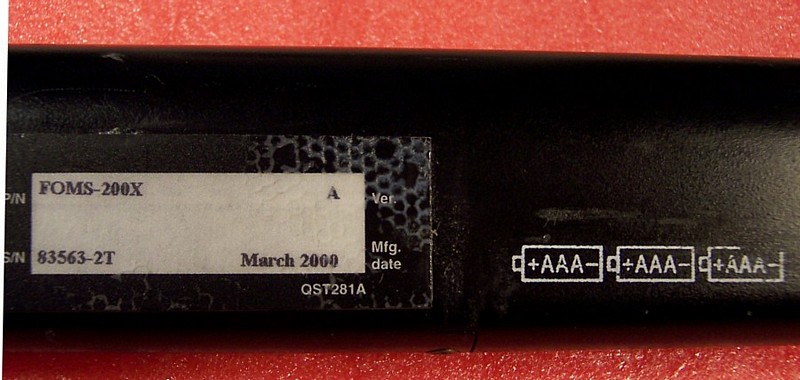 P/N FOMS-200X A Ver.
S/N 83563-2T March 2000 Mfg. date
QST281A
+AAA- +AAA- +AAA-